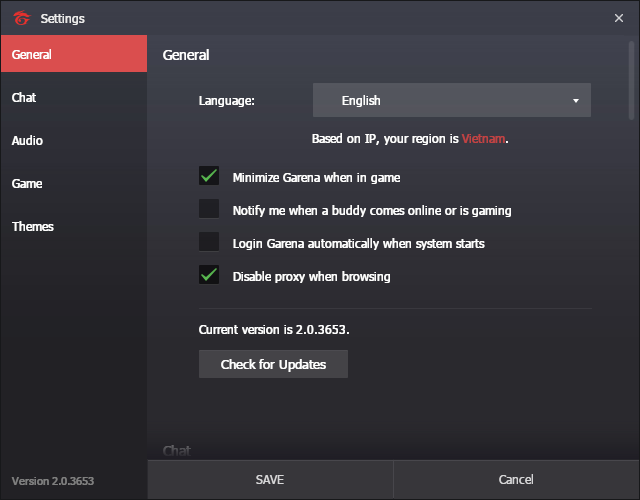 Settings
General
Chat
Audio
Game
Themes
General
Language:
English
Based on IP, your region is Vietnam.
Minimize Garena when in game
Notify me when a buddy comes online or is gaming
Login Garena automatically when system starts
Disable proxy when browsing
Current version is 2.0.3653.
Check for Updates
Chat
Version 2.0.3653
SAVE
Cancel